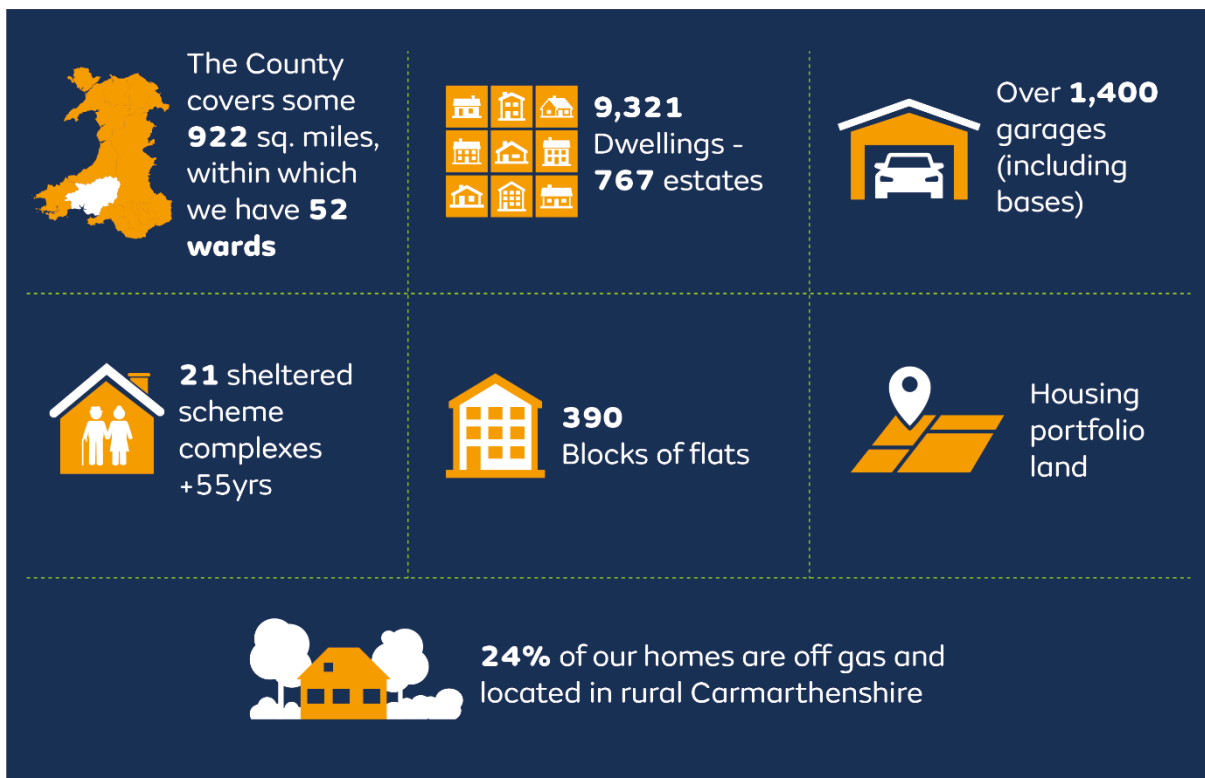 The County
covers some
922 sq. miles,
within which
we have 52
wards
9,321
Dwellings -
767 estates
Over 1,400
garages
(including
bases)
21 sheltered
scheme
complexes
+55yrs
390
Blocks of flats
Housing
portfolio
land
24% of our homes are off gas and
located in rural Carmarthenshire